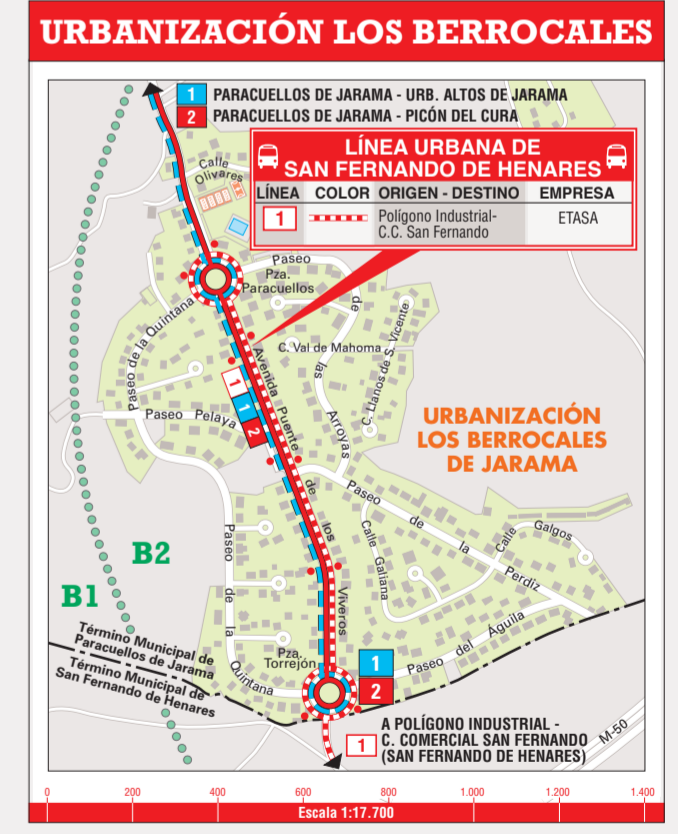 URBANIZACIÓN LOS BERROCALES
1 PARACUELLOS DE JARAMA - URB. ALTOS DE JARAMA
2 PARACUELLOS DE JARAMA - PICÓN DEL CURA
LÍNEA URBANA DE
SAN FERNANDO DE HENARES
LÍNEA COLOR ORIGEN - DESTINO EMPRESA
1 Polígono Industrial-
C.C. San Fernando
ETASA
Calle
Olivares
Paseo
de
las
Arroyas
Pza.
Paracuellos
Paseo de la Quintana
C. Val de Mahoma
C. Llanos de S. Vicente
Avenida Puente
de
los
Viveros
1
1
2
Paseo Pelaya
URBANIZACIÓN
LOS BERROCALES
DE JARAMA
Paseo
de
la
Perdiz
Calle
Galiana
Calle
Galgos
B2
B1
Paseo
de
la
Quintana
Término Municipal de
Paracuellos de Jarama
Término Municipal de
San Fernando de Henares
Pza.
Torrejón
1
2
Paseo del Águila
A POLÍGONO INDUSTRIAL -
1 C. COMERCIAL SAN FERNANDO
(SAN FERNANDO DE HENARES)
M-50
0 200 400 600 800 1.000 1.200 1.400
Escala 1:17.700